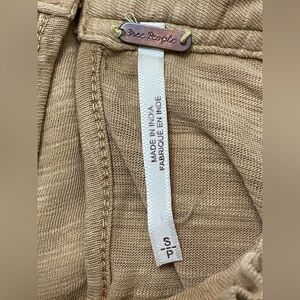 Free People
MADE IN INDIA
FABRIQUÉ EN INDE
S
P